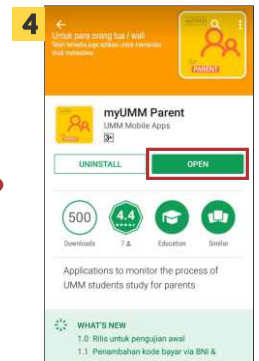 4
Untuk para orang tua / wali
Telah tersedia juga aplikasi untuk memantau
studi mahasiswa
for
PARENT
myUMM Parent
UMM Mobile Apps
3+
UNINSTALL
OPEN
500
4.4
Downloads
7
Education
Similar
Applications to monitor the process of
UMM students study for parents
WHAT'S NEW
1.0 Rilis untuk pengujian awal
1.1 Penambahan kode bayar via BNI &